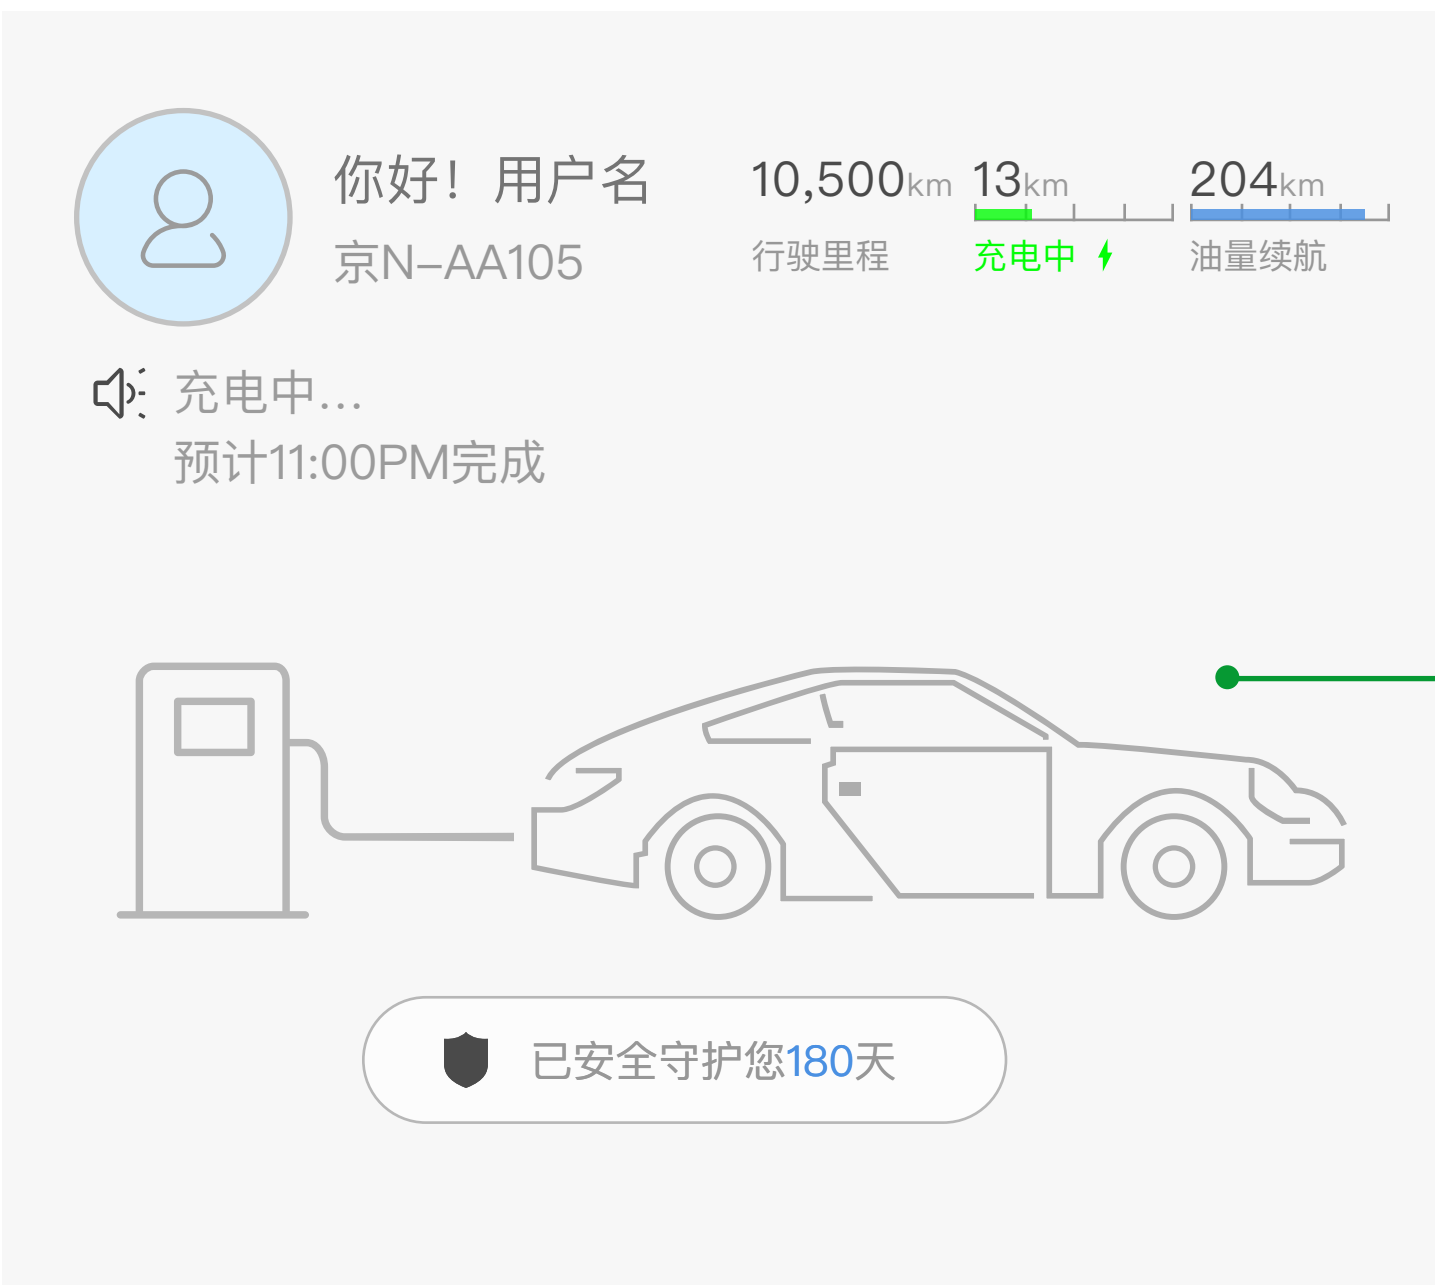 你好！用户名
京N-AA105
10,500km
行驶里程
13km
充电中
204km
油量续航
充电中...
预计11:00PM完成
已安全守护您180天